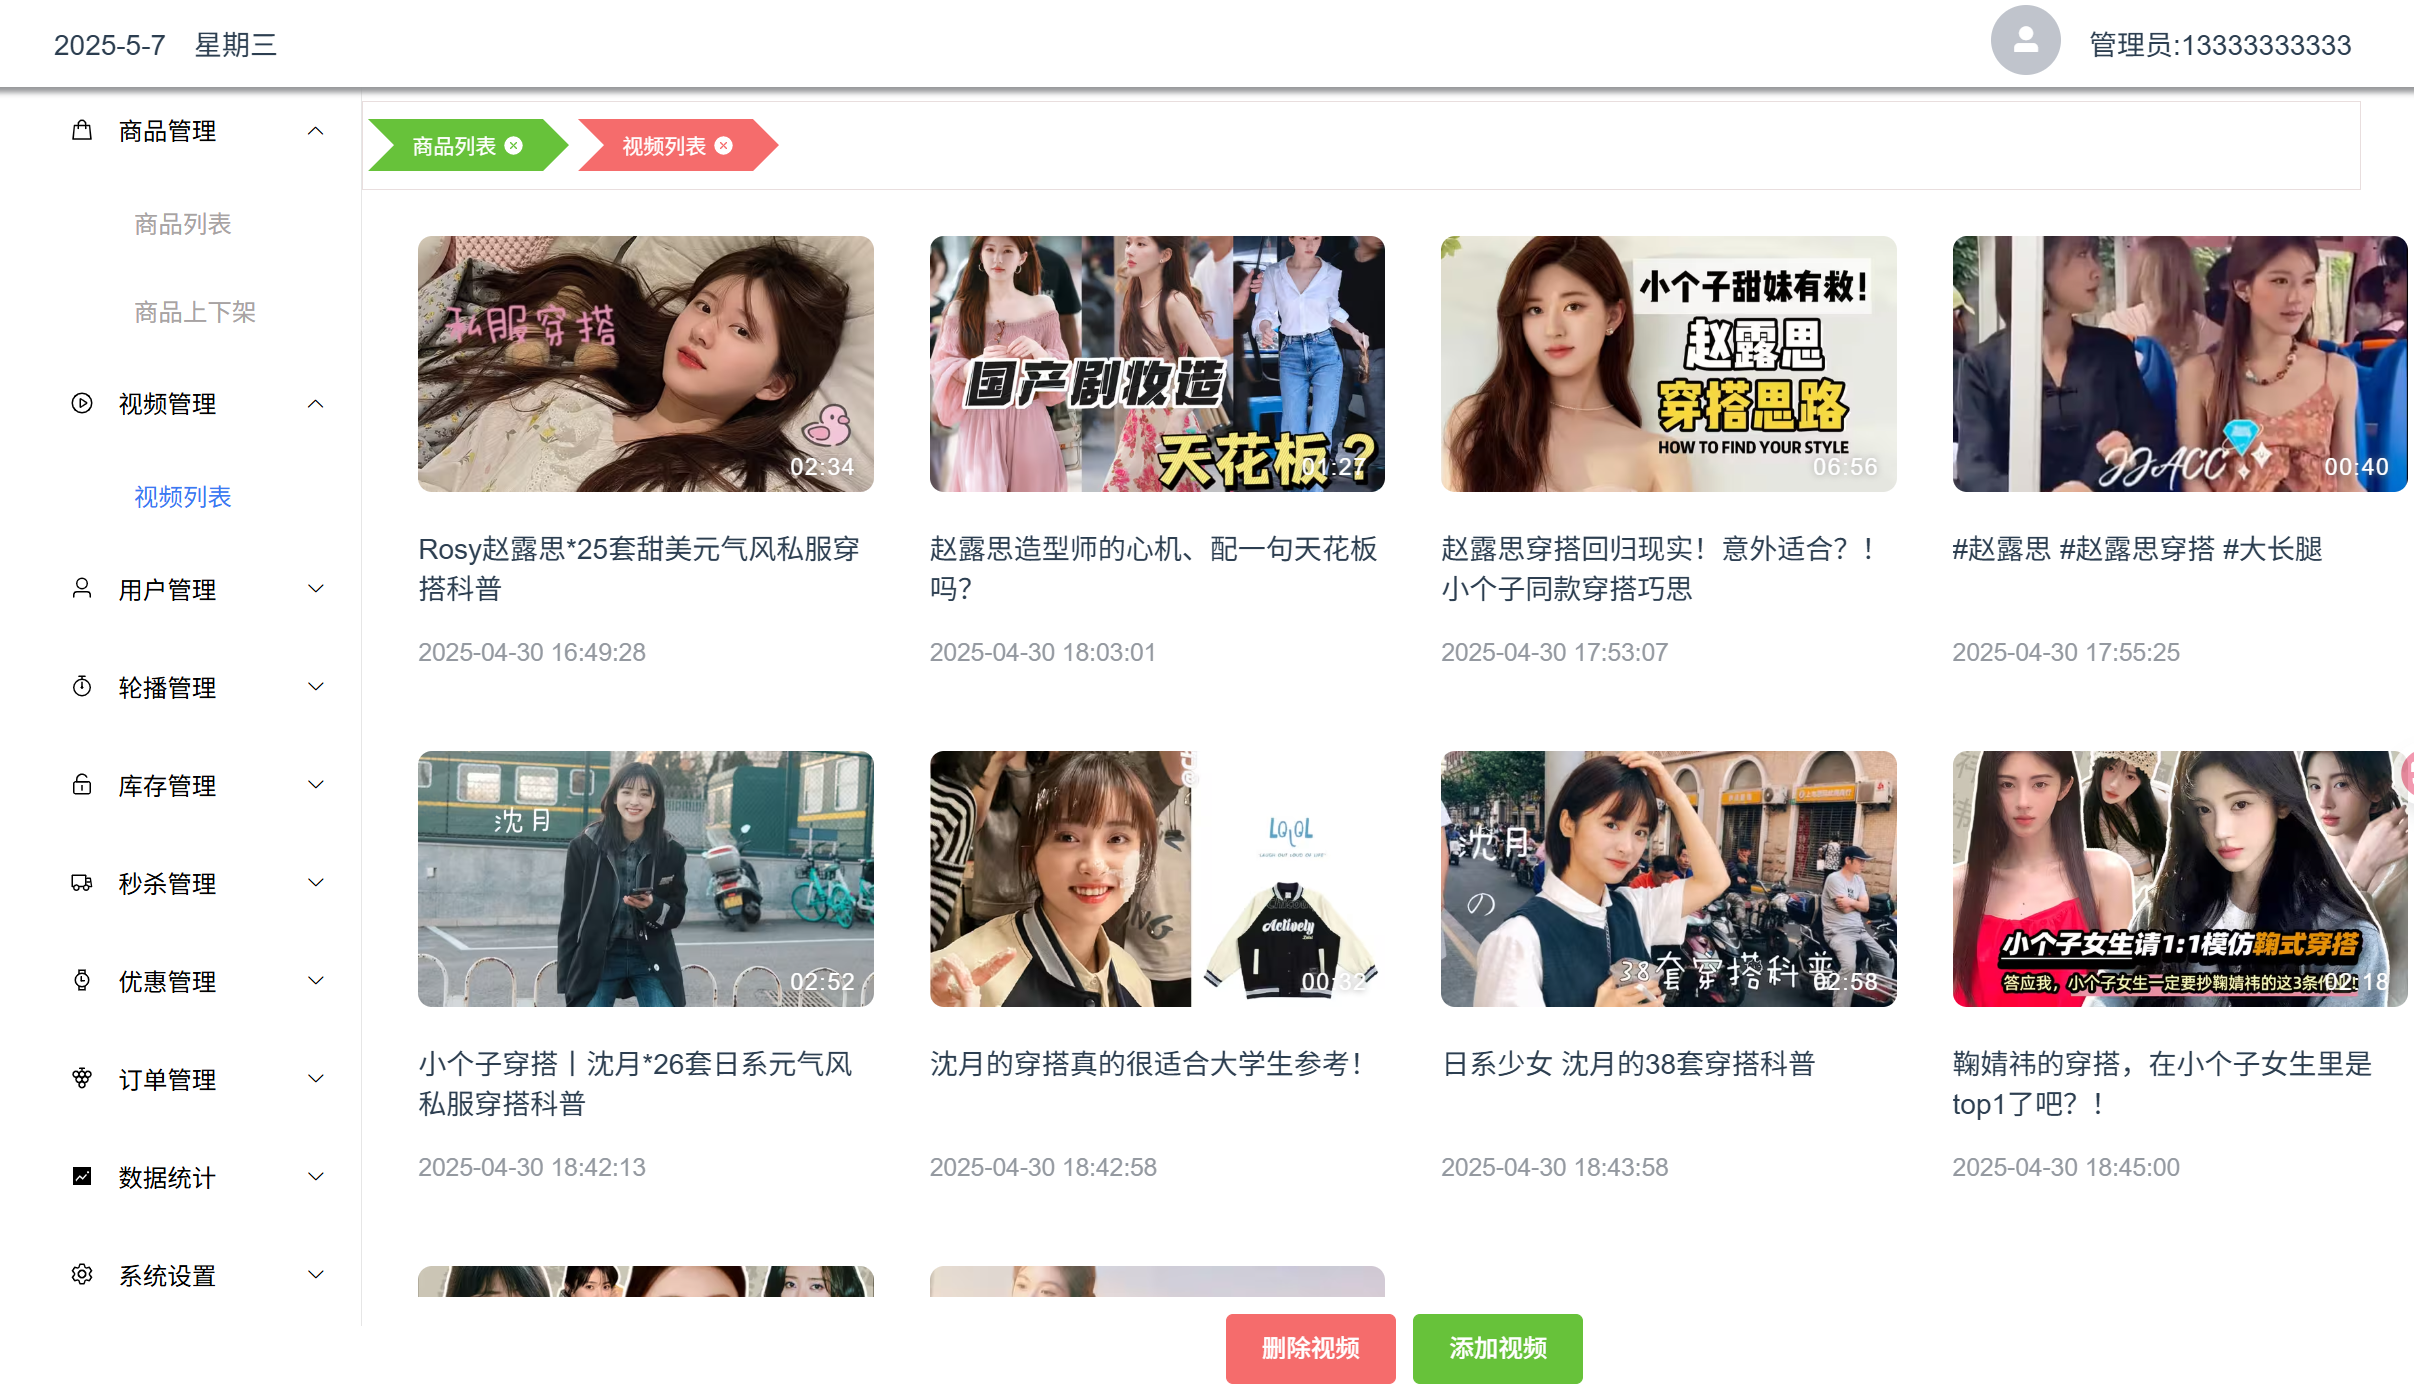 2025-5-7 星期三
管理员:13333333333
商品管理
商品列表
商品上下架
视频管理
视频列表
用户管理
轮播管理
库存管理
秒杀管理
优惠管理
订单管理
数据统计
系统设置
商品列表
视频列表
私服穿搭
02:34
Rosy赵露思*25套甜美元气风私服穿
搭科普
2025-04-30 16:49:28
国产剧妆造
天花板？
01:27
赵露思造型师的心机、配一句天花板
吗？
2025-04-30 18:03:01
小个子甜妹有救！
赵露思
穿搭思路
HOW TO FIND YOUR STYLE
06:56
赵露思穿搭回归现实！意外适合？！
小个子同款穿搭巧思
2025-04-30 17:53:07
JJACC
00:40
#赵露思 #赵露思穿搭 #大长腿
2025-04-30 17:55:25
沈月
02:52
小个子穿搭丨沈月*26套日系元气风
私服穿搭科普
2025-04-30 18:42:13
LOLOL
LAUGH OUT LOUD OF LIFE
Actively
00:32
沈月的穿搭真的很适合大学生参考！
2025-04-30 18:42:58
沈月
の
38套穿搭科普
02:58
日系少女 沈月的38套穿搭科普
2025-04-30 18:43:58
小个子女生请1:1模仿鞠式穿搭
答应我，小个子女生一定要抄鞠婧祎的这3条作业！
02:18
鞠婧祎的穿搭，在小个子女生里是
top1了吧？！
2025-04-30 18:45:00
删除视频
添加视频